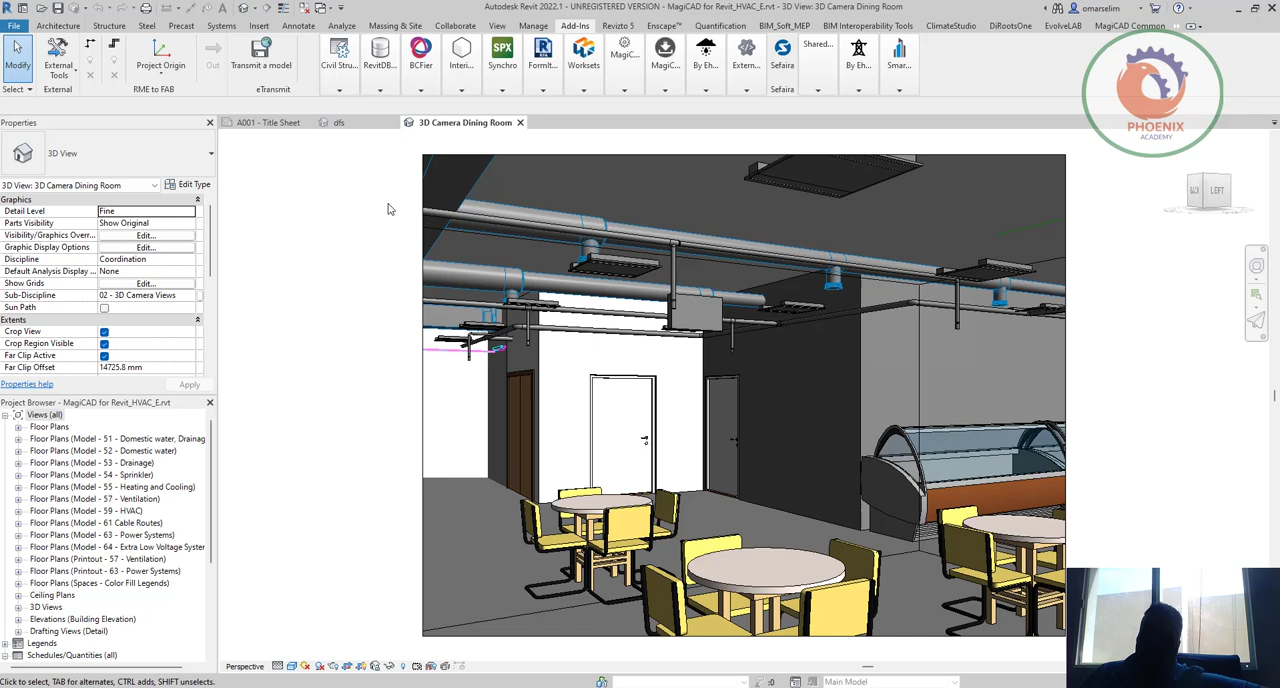 Autodesk Revit 2022.1 - UNREGISTERED VERSION - MagiCAD for Revit_HVAC_E.rvt - 3D View: 3D Camera Dining Room
omarselim
File
Architecture
Structure
Steel
Precast
Systems
Insert
Annotate
Analyze
Massing & Site
Collaborate
View
Manage
Add-Ins
Revizto 5
Enscape™
Quantification
BIM_Soft_MEP
BIM Interoperability Tools
ClimateStudio
DiRootsOne
EvolveLAB
MagiCAD Common
Modify
External Tools
Project Origin
Out
Transmit a model
Civil Stru...
RevitDB...
BCFier
Interi...
Synchro
FormIt...
Worksets
MagiC...
MagiC...
By Eh...
Extern...
Sefaira
Shared...
By Ehs...
Smar...
SPX
Select
External
RME to FAB
eTransmit
Sefaira
PHOENIX
ACADEMY
Properties
A001 - Title Sheet
dfs
3D Camera Dining Room
3D View
3D View: 3D Camera Dining Room
Edit Type
Graphics
Detail Level Fine
Parts Visibility Show Original
Visibility/Graphics Overr... Edit...
Graphic Display Options Edit...
Discipline Coordination
Default Analysis Display ... None
Show Grids Edit...
Sub-Discipline 02 - 3D Camera Views
Sun Path
Extents
Crop View
Crop Region Visible
Far Clip Active
Far Clip Offset 14725.8 mm
Properties help
Apply
Project Browser - MagiCAD for Revit_HVAC_E.rvt
Views (all)
Floor Plans
Floor Plans (Model - 51 - Domestic water, Drainag
Floor Plans (Model - 52 - Domestic water)
Floor Plans (Model - 53 - Drainage)
Floor Plans (Model - 54 - Sprinkler)
Floor Plans (Model - 55 - Heating and Cooling)
Floor Plans (Model - 57 - Ventilation)
Floor Plans (Model - 59 - HVAC)
Floor Plans (Model - 61 Cable Routes)
Floor Plans (Model - 63 - Power Systems)
Floor Plans (Model - 64 - Extra Low Voltage Syster
Floor Plans (Printout - 57 - Ventilation)
Floor Plans (Printout - 63 - Power Systems)
Floor Plans (Spaces - Color Fill Legends)
Ceiling Plans
3D Views
Elevations (Building Elevation)
Drafting Views (Detail)
Legends
Schedules/Quantities (all)
BACK
LEFT
Perspective
Click to select, TAB for alternates, CTRL adds, SHIFT unselects.
:0
Main Model